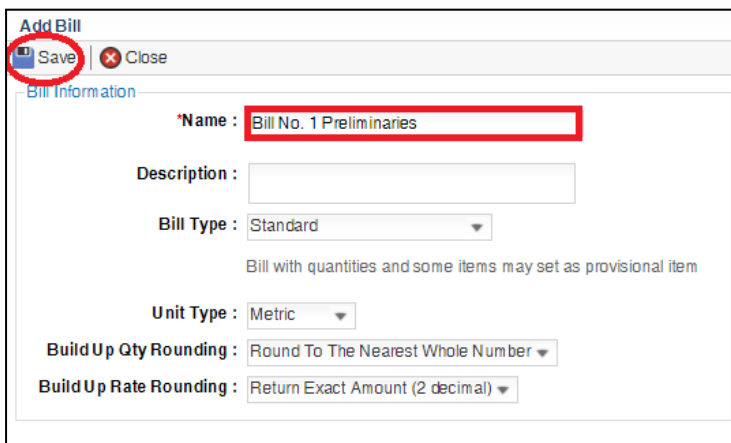 Add Bill
Save Close
Bill Information
*Name : Bill No. 1 Preliminaries
Description :
Bill Type : Standard
Bill with quantities and some items may set as provisional item
Unit Type : Metric
Build Up Qty Rounding : Round To The Nearest Whole Number
Build Up Rate Rounding : Return Exact Amount (2 decimal)